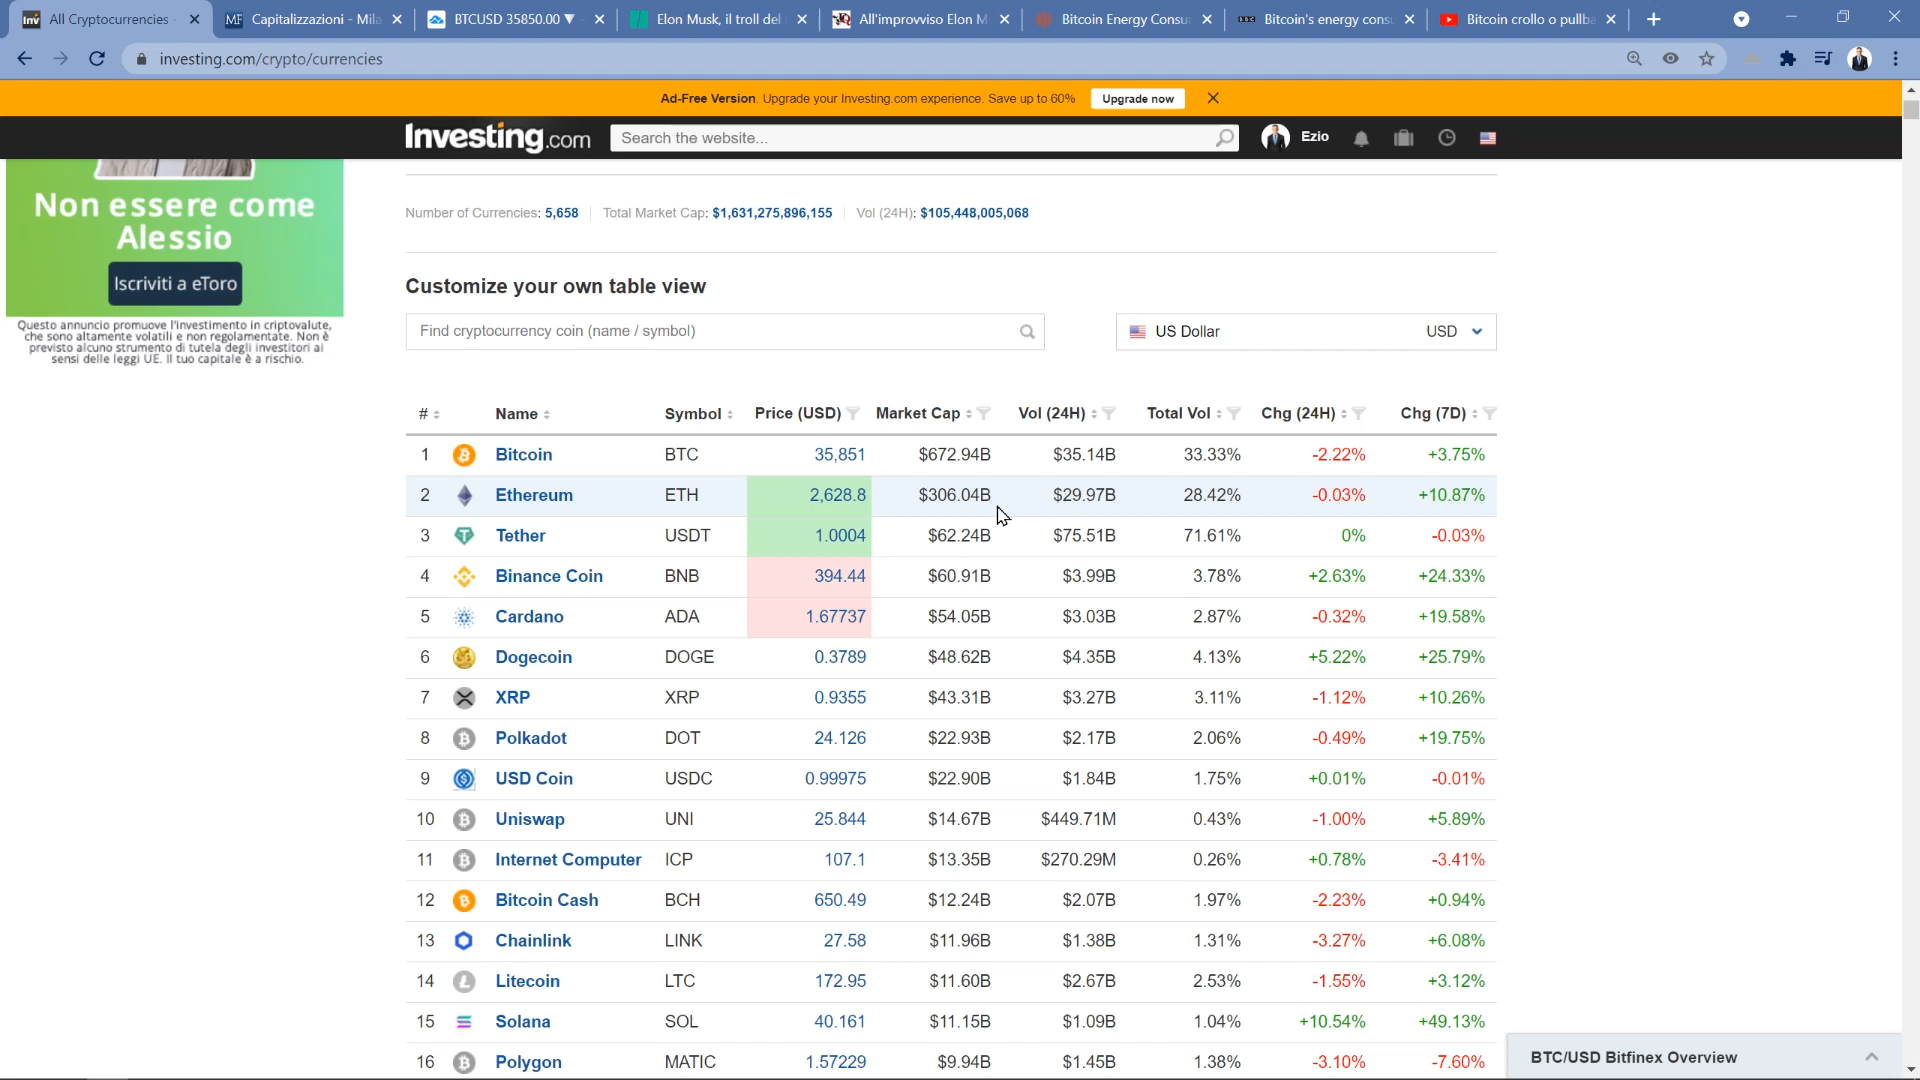 All Cryptocurrencies
Capitalizzazioni - Mila
BTCUSD 35850.00 ▼
Elon Musk, il troll del
All'improvviso Elon M
Bitcoin Energy Consu
BBC Bitcoin's energy cons
Bitcoin crollo o pullba
investing.com/crypto/currencies
Ad-Free Version. Upgrade your Investing.com experience. Save up to 60% Upgrade now
Investing.com Search the website... Ezio
Non essere come
Alessio
Iscriviti a eToro
Questo annuncio promuove l'investimento in criptovalute,
che sono altamente volatili e non regolamentate. Non è
previsto alcuno strumento di tutela degli investitori ai
sensi delle leggi UE. Il tuo capitale è a rischio.
Number of Currencies: 5,658 Total Market Cap: $1,631,275,896,155 Vol (24H): $105,448,005,068
Customize your own table view
Find cryptocurrency coin (name / symbol) US Dollar USD
# Name Symbol Price (USD) Market Cap Vol (24H) Total Vol Chg (24H) Chg (7D)
1 Bitcoin BTC 35,851 $672.94B $35.14B 33.33% -2.22% +3.75%
2 Ethereum ETH 2,628.8 $306.04B $29.97B 28.42% -0.03% +10.87%
3 Tether USDT 1.0004 $62.24B $75.51B 71.61% 0% -0.03%
4 Binance Coin BNB 394.44 $60.91B $3.99B 3.78% +2.63% +24.33%
5 Cardano ADA 1.67737 $54.05B $3.03B 2.87% -0.32% +19.58%
6 Dogecoin DOGE 0.3789 $48.62B $4.35B 4.13% +5.22% +25.79%
7 XRP XRP 0.9355 $43.31B $3.27B 3.11% -1.12% +10.26%
8 Polkadot DOT 24.126 $22.93B $2.17B 2.06% -0.49% +19.75%
9 USD Coin USDC 0.99975 $22.90B $1.84B 1.75% +0.01% -0.01%
10 Uniswap UNI 25.844 $14.67B $449.71M 0.43% -1.00% +5.89%
11 Internet Computer ICP 107.1 $13.35B $270.29M 0.26% +0.78% -3.41%
12 Bitcoin Cash BCH 650.49 $12.24B $2.07B 1.97% -2.23% +0.94%
13 Chainlink LINK 27.58 $11.96B $1.38B 1.31% -3.27% +6.08%
14 Litecoin LTC 172.95 $11.60B $2.67B 2.53% -1.55% +3.12%
15 Solana SOL 40.161 $11.15B $1.09B 1.04% +10.54% +49.13%
16 Polygon MATIC 1.57229 $9.94B $1.45B 1.38% -3.10% -7.60%
BTC/USD Bitfinex Overview